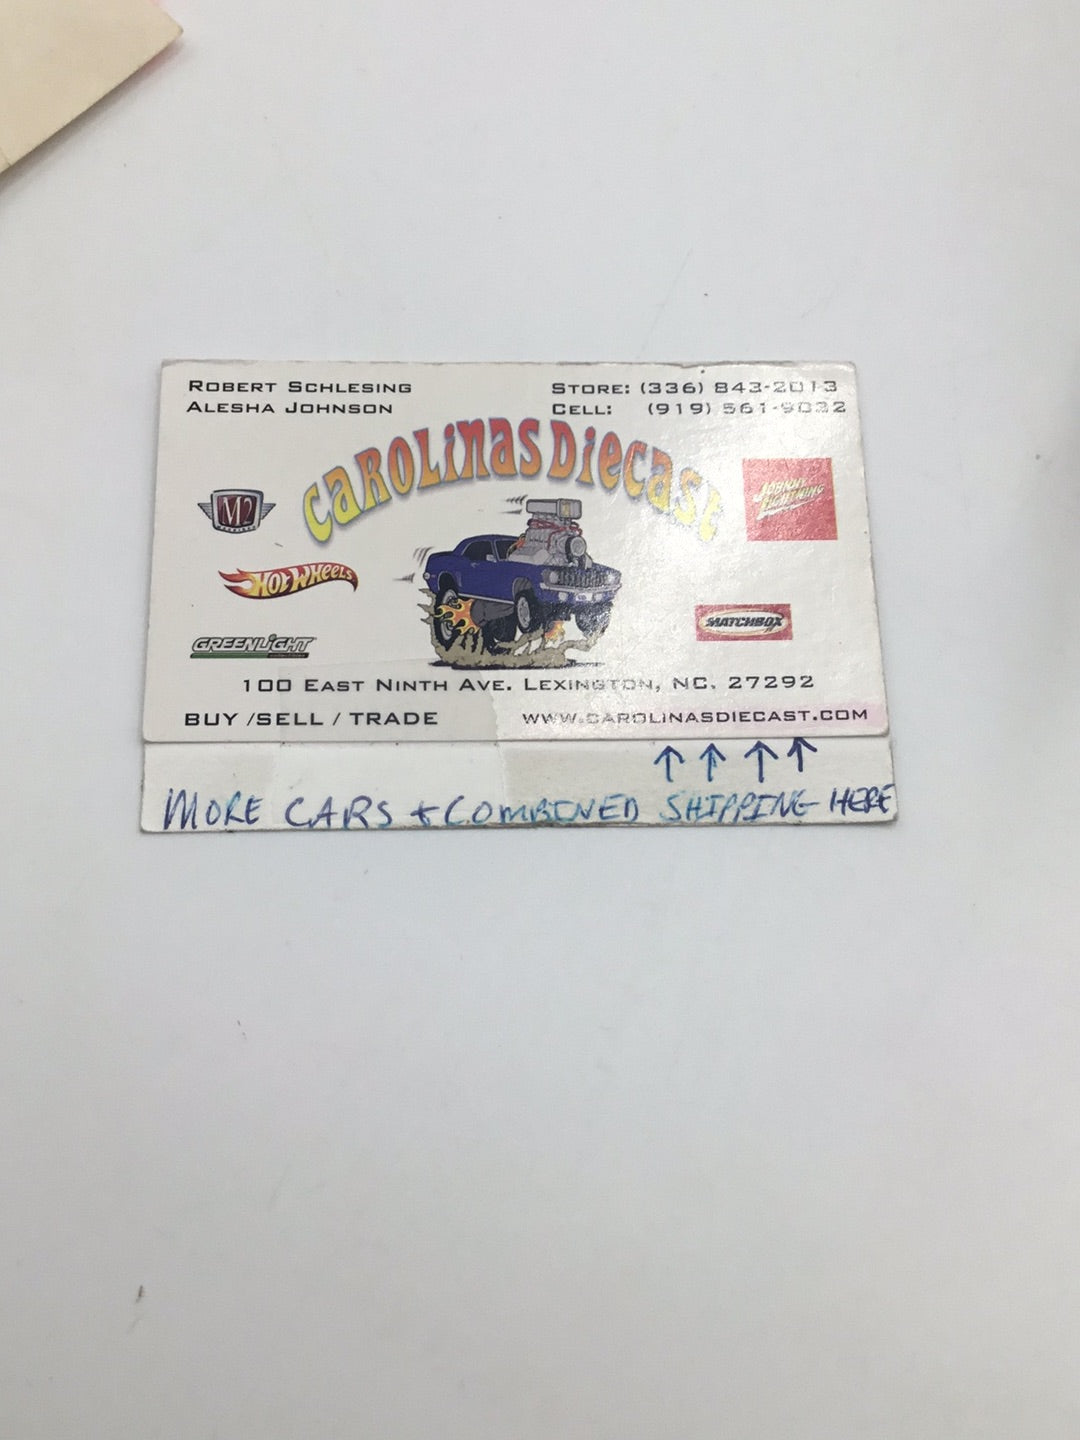 ROBERT SCHLESING
ALESHA JOHNSON
STORE: (336) 843-2013
CELL: (919) 561-9022
CAROLINAS DIECAST
M2
JOHNNY LIGHTNING
HOT WHEELS
MATCHBOX
GREENLIGHT
100 EAST NINTH AVE. LEXINGTON, NC. 27292
BUY /SELL / TRADE
WWW.CAROLINASDIECAST.COM
MORE CARS + COMBINED SHIPPING HERE